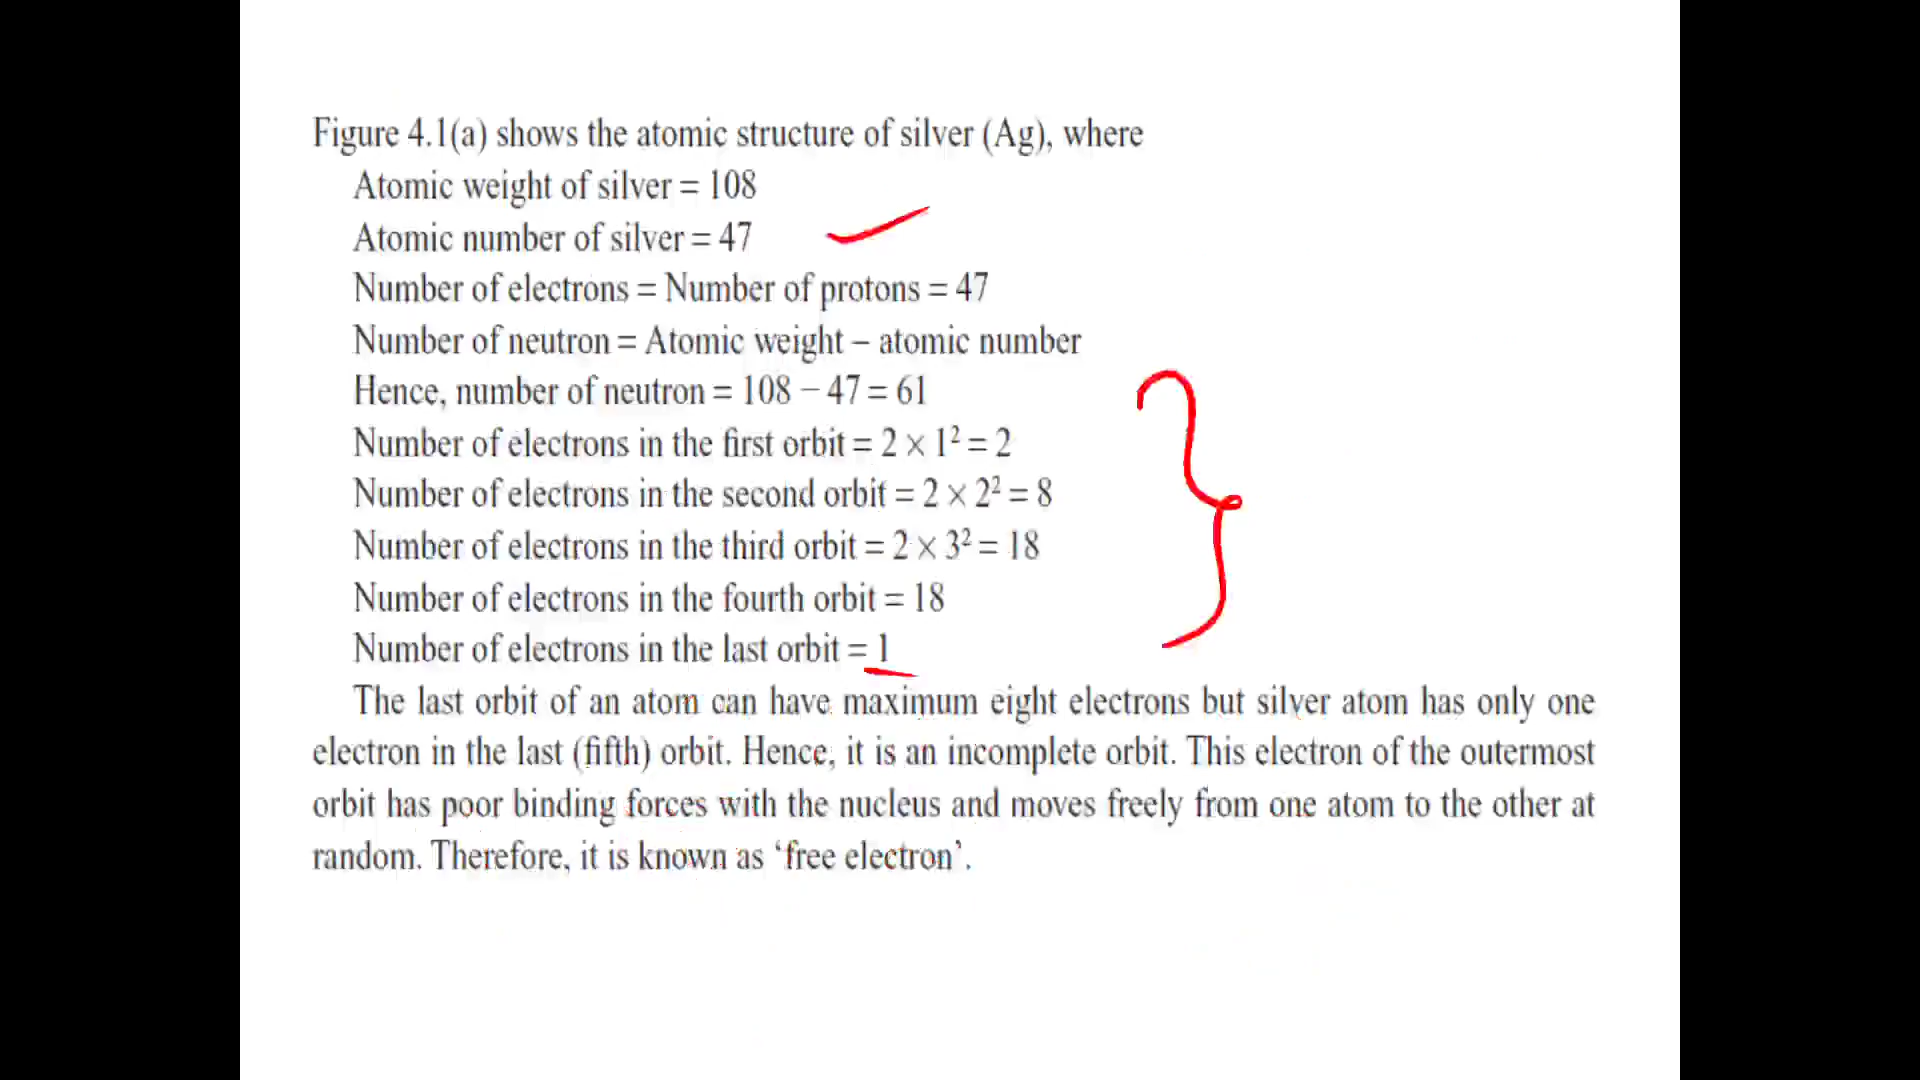 Figure 4.1(a) shows the atomic structure of silver (Ag), where
Atomic weight of silver = 108
Atomic number of silver = 47
Number of electrons = Number of protons = 47
Number of neutron = Atomic weight – atomic number
Hence, number of neutron = 108 – 47 = 61
Number of electrons in the first orbit = 2 × 1² = 2
Number of electrons in the second orbit = 2 × 2² = 8
Number of electrons in the third orbit = 2 × 3² = 18
Number of electrons in the fourth orbit = 18
Number of electrons in the last orbit = 1
The last orbit of an atom can have maximum eight electrons but silver atom has only one
electron in the last (fifth) orbit. Hence, it is an incomplete orbit. This electron of the outermost
orbit has poor binding forces with the nucleus and moves freely from one atom to the other at
random. Therefore, it is known as ‘free electron’.